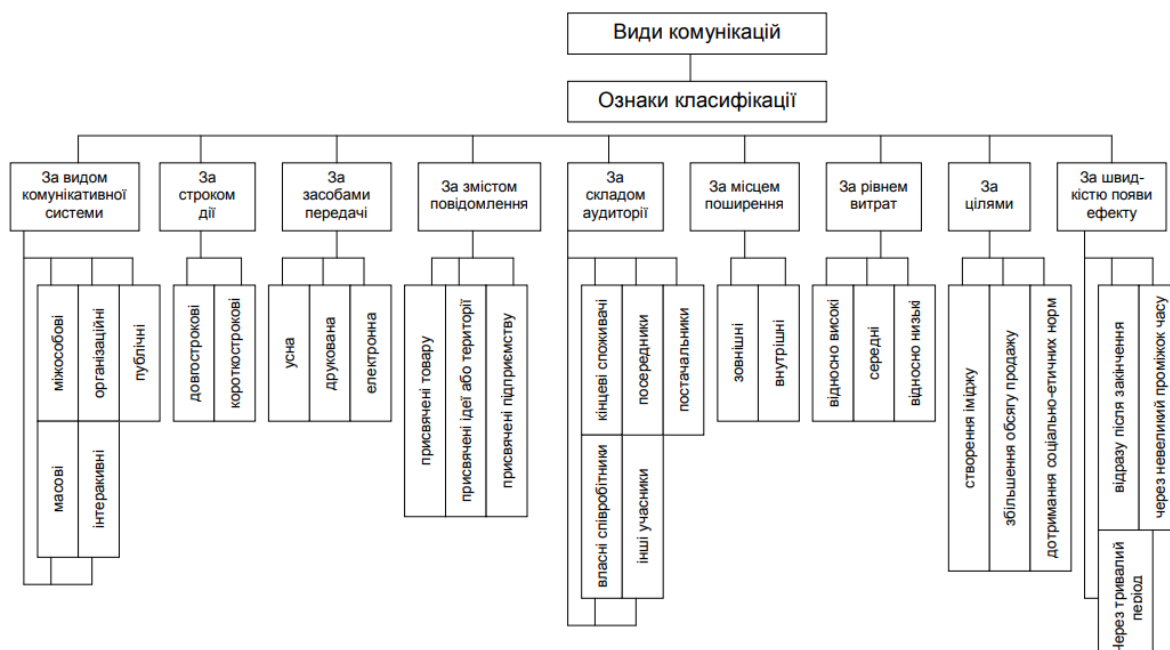 Види комунікацій
Ознаки класифікації
За видом
комунікативної
системи
За
строком
дії
За
засобами
передачі
За змістом
повідомлення
За
складом
аудиторії
За місцем
поширення
За рівнем
витрат
За
цілями
За швид-
кістю появи
ефекту
міжособові
організаційні
публічні
масові
інтеракивні
довгострокові
короткострокові
усна
друкована
електронна
присвячені товару
присвячені ідеї або території
присвячені підприємству
кінцеві споживачі
посередники
постачальники
власні співробітники
інші учасники
зовнішні
внутрішні
відносно високі
середні
відносно низькі
створення іміджу
збільшення обсягу продажу
дотримання соціально-етичних норм
відразу після закінчення
через невеликий проміжок часу
Через тривалий
період